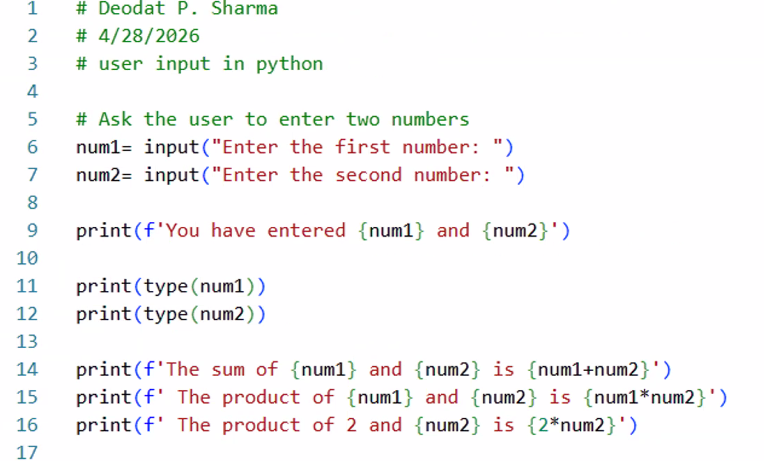 1 # Deodat P. Sharma
2 # 4/28/2026
3 # user input in python
4
5 # Ask the user to enter two numbers
6 num1= input("Enter the first number: ")
7 num2= input("Enter the second number: ")
8
9 print(f'You have entered {num1} and {num2}')
10
11 print(type(num1))
12 print(type(num2))
13
14 print(f'The sum of {num1} and {num2} is {num1+num2}')
15 print(f' The product of {num1} and {num2} is {num1*num2}')
16 print(f' The product of 2 and {num2} is {2*num2}')
17